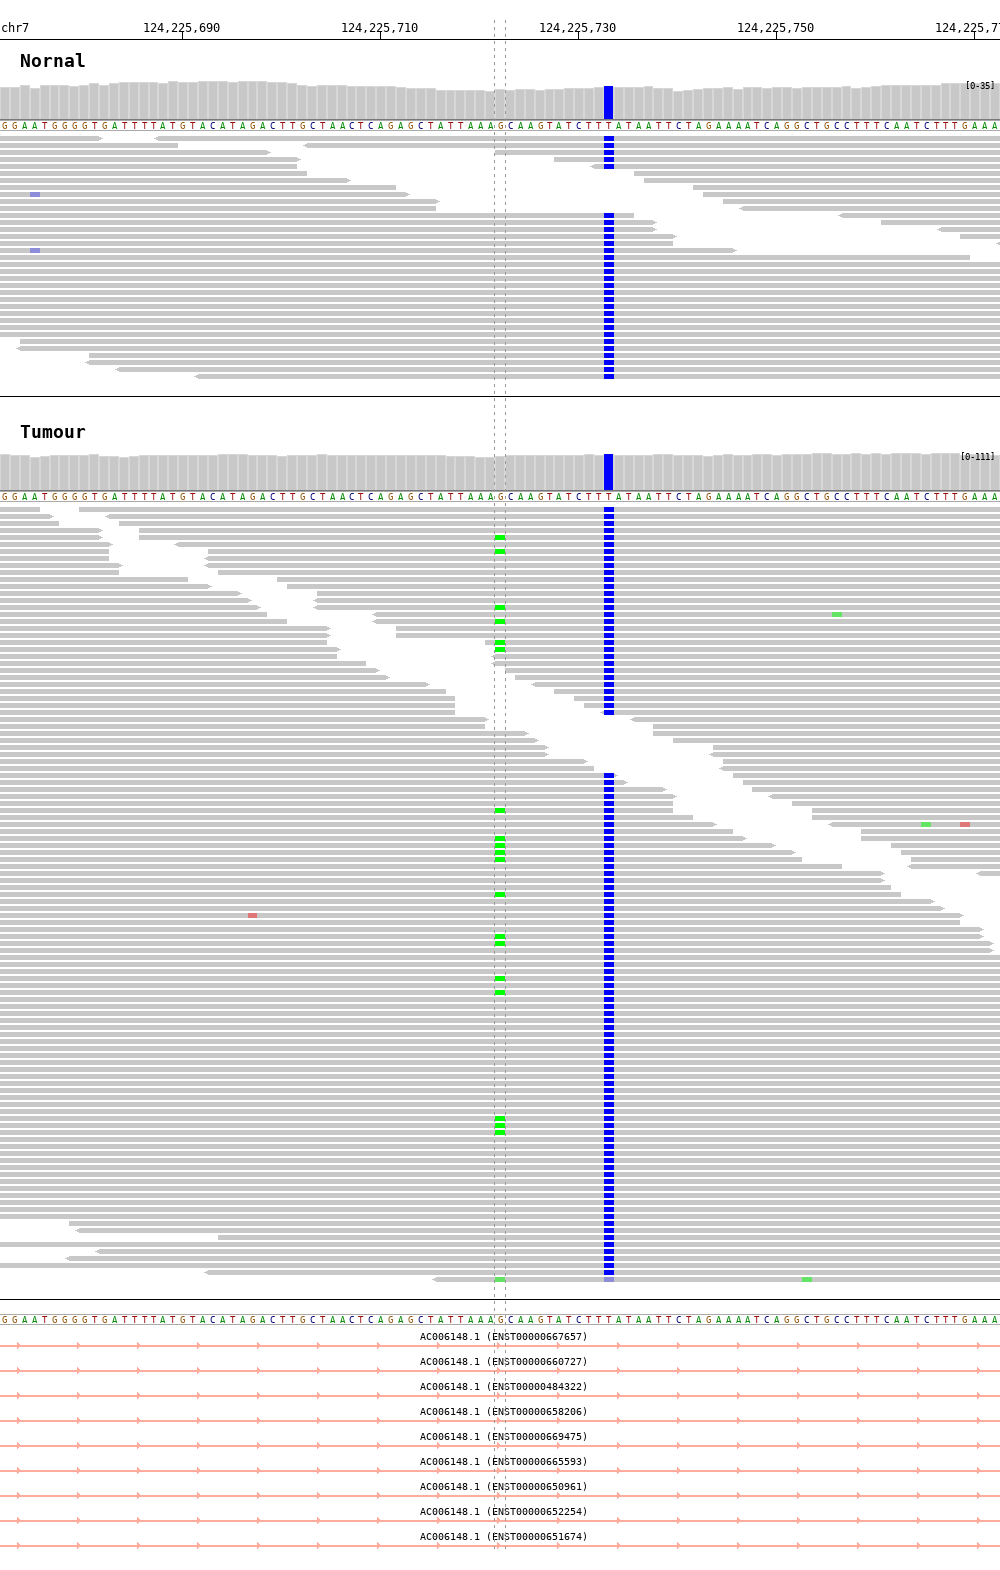 chr7 124,225,690 124,225,710 124,225,730 124,225,750 124,225,77
Nornal
[0-35]
GGAATGGGGTGATTTTATGTACATAGACTTGCTAACTCAGAGCTATTAAAGCAAGTATCTTTATAATTCTAGAAAATCAGGCTGCCTTTCAATCTTTGAAA
Tumour
[0-111]
GGAATGGGGTGATTTTATGTACATAGACTTGCTAACTCAGAGCTATTAAAGCAAGTATCTTTATAATTCTAGAAAATCAGGCTGCCTTTCAATCTTTGAAA
GGAATGGGGTGATTTTATGTACATAGACTTGCTAACTCAGAGCTATTAAAGCAAGTATCTTTATAATTCTAGAAAATCAGGCTGCCTTTCAATCTTTGAAA
AC006148.1 (ENST00000667657)
AC006148.1 (ENST00000660727)
AC006148.1 (ENST00000484322)
AC006148.1 (ENST00000658206)
AC006148.1 (ENST00000669475)
AC006148.1 (ENST00000665593)
AC006148.1 (ENST00000650961)
AC006148.1 (ENST00000652254)
AC006148.1 (ENST00000651674)